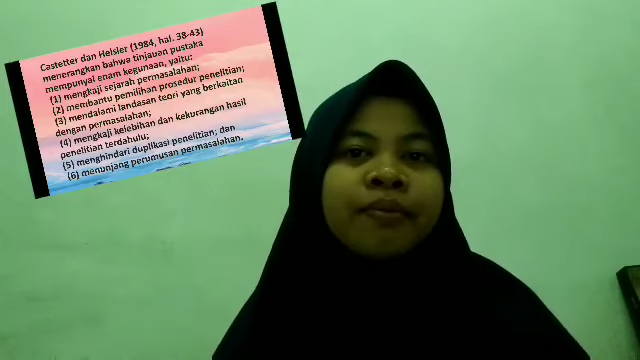 Castetter dan Heisler (1984, hal. 38-43)
menerangkan bahwa tinjauan pustaka
mempunyai enam kegunaan, yaitu:
(1) mengkaji sejarah permasalahan;
(2) membantu pemilihan prosedur penelitian;
(3) mendalami landasan teori yang berkaitan
dengan permasalahan;
(4) mengkaji kelebihan dan kekurangan hasil
penelitian terdahulu;
(5) menghindari duplikasi penelitian; dan
(6) menunjang perumusan permasalahan.